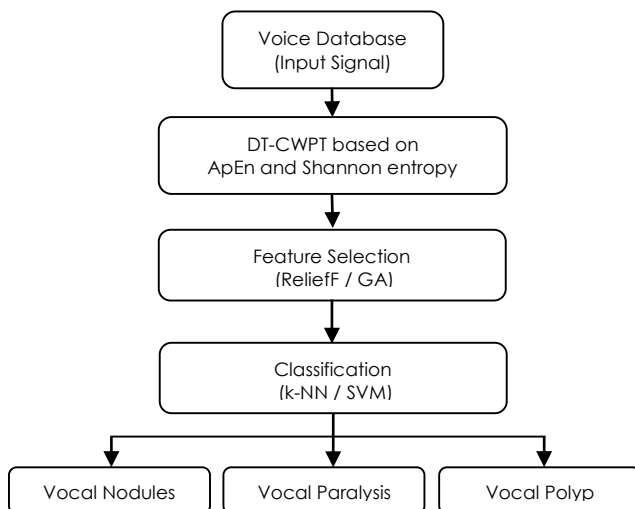 Voice Database
(Input Signal)
DT-CWPT based on
ApEn and Shannon entropy
Feature Selection
(ReliefF / GA)
Classification
(k-NN / SVM)
Vocal Nodules
Vocal Paralysis
Vocal Polyp